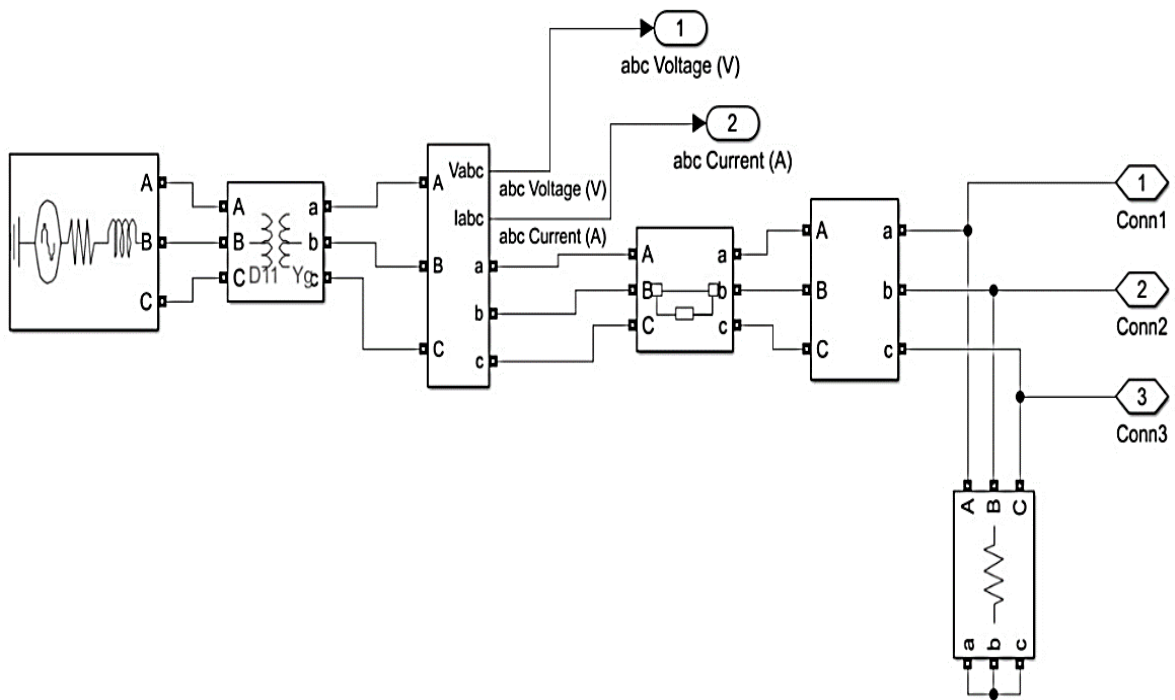 1
abc Voltage (V)
2
abc Current (A)
A
B
C
A
B
C
D11 Yg
a
b
c
A
B
C
Vabc
abc Voltage (V)
Iabc
abc Current (A)
a
b
c
A
B
C
a
b
c
A
B
C
a
b
c
1
Conn1
2
Conn2
3
Conn3
A B C
a b c